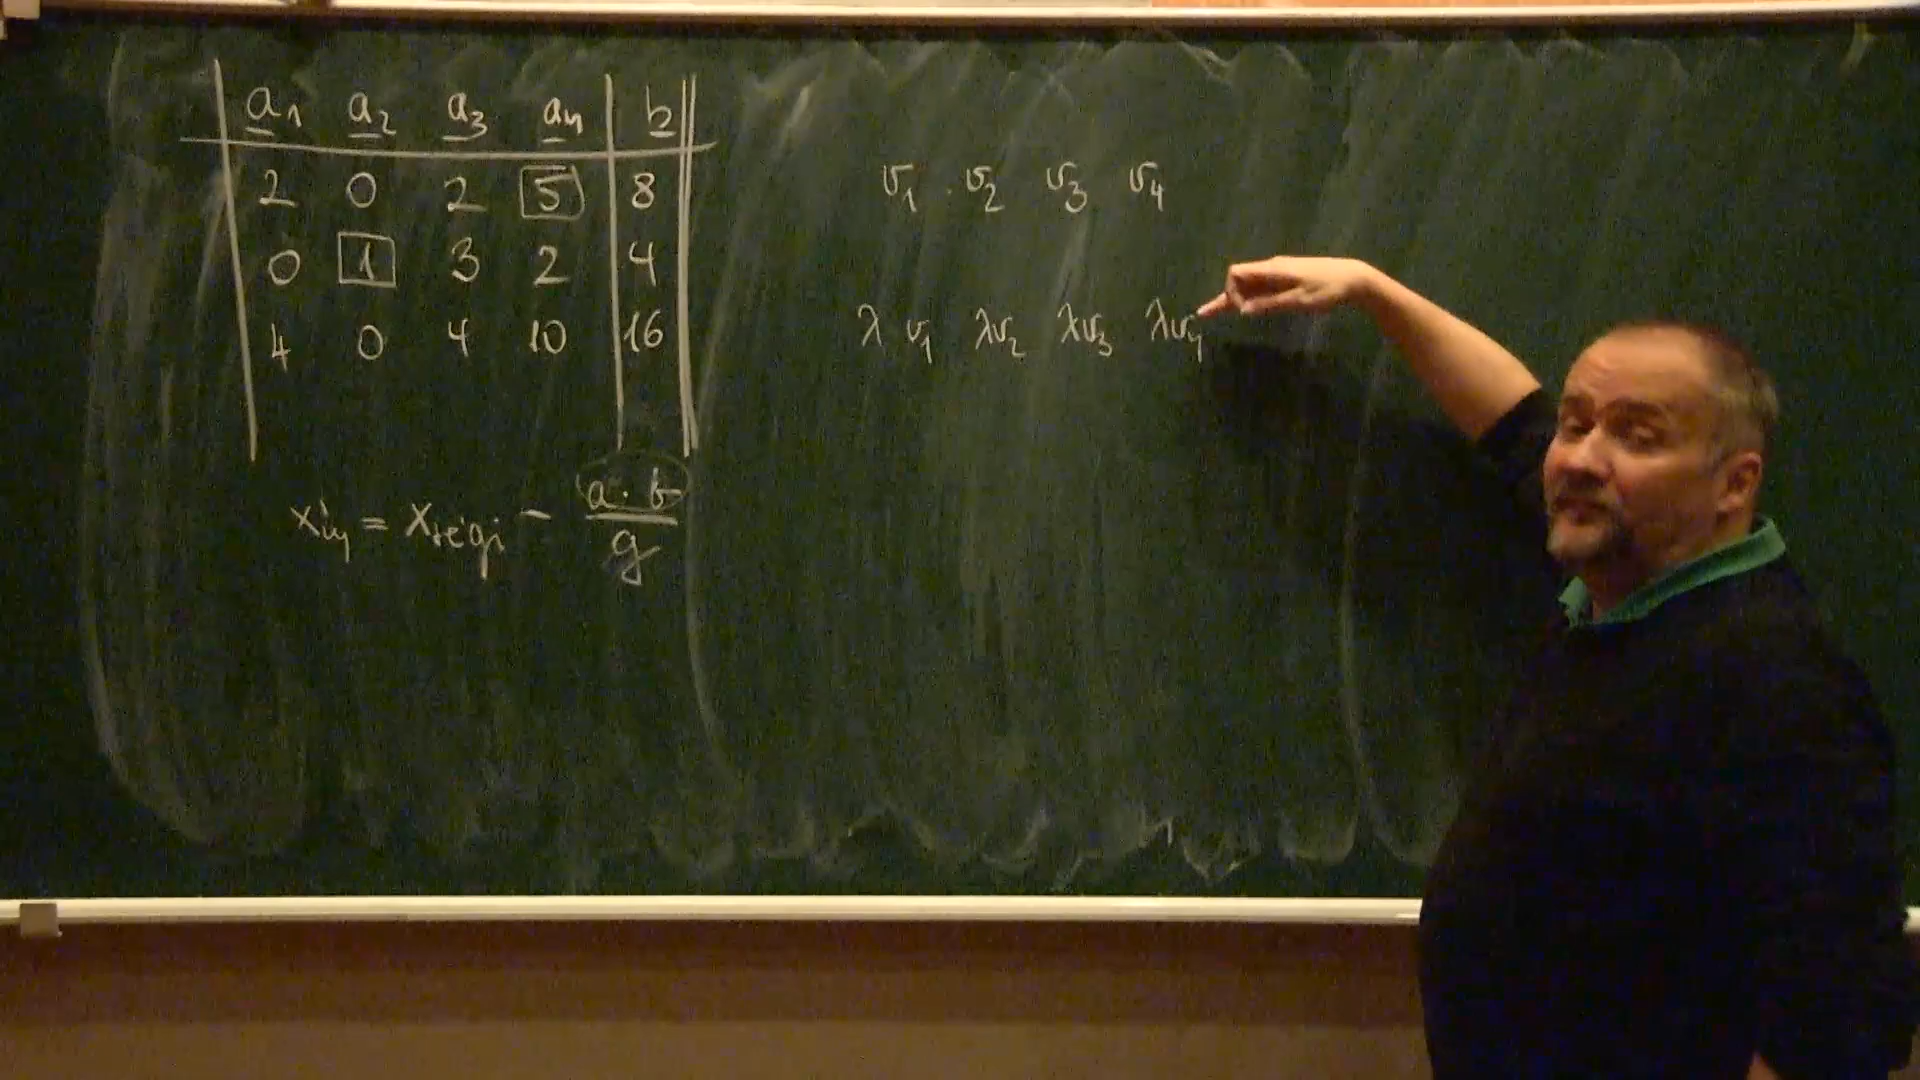 a1 a2 a3 a4 b
2 0 2 5 8
0 1 3 2 4
4 0 4 10 16
xúj = xrégi - a·b/g
v1 v2 v3 v4
λv1 λv2 λv3 λv4